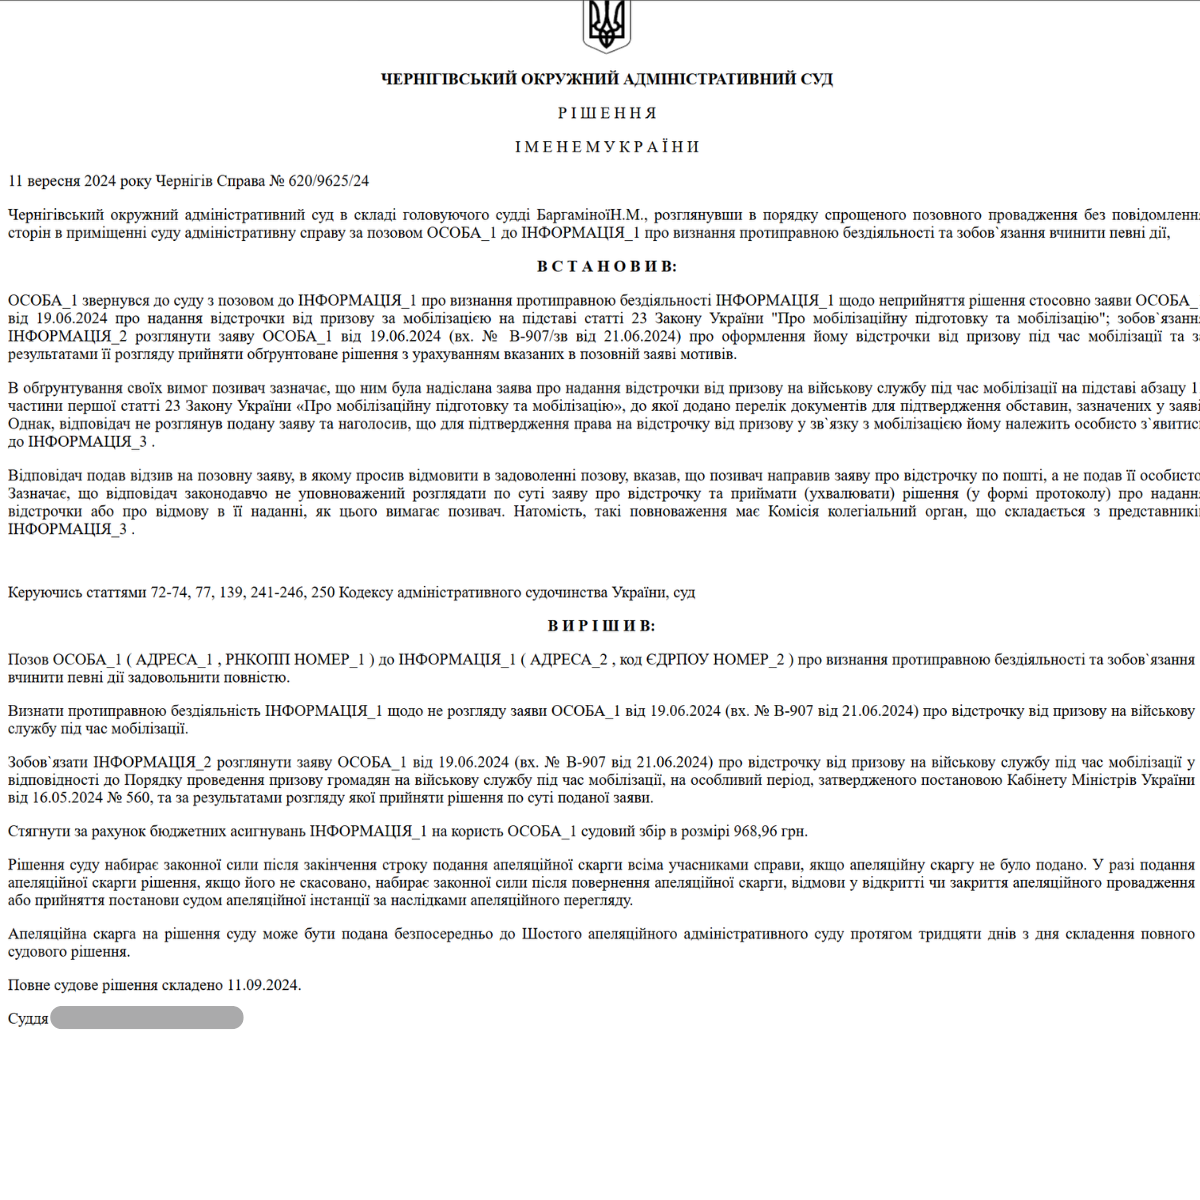 ЧЕРНІГІВСЬКИЙ ОКРУЖНИЙ АДМІНІСТРАТИВНИЙ СУД
Р І Ш Е Н Н Я
І М Е Н Е М У К Р А Ї Н И
11 вересня 2024 року Чернігів Справа № 620/9625/24
Чернігівський окружний адміністративний суд в складі головуючого судді БаргаміноїН.М., розглянувши в порядку спрощеного позовного провадження без повідомлення
сторін в приміщенні суду адміністративну справу за позовом ОСОБА_1 до ІНФОРМАЦІЯ_1 про визнання протиправною бездіяльності та зобов`язання вчинити певні дії,
В С Т А Н О В И В:
ОСОБА_1 звернувся до суду з позовом до ІНФОРМАЦІЯ_1 про визнання протиправною бездіяльності ІНФОРМАЦІЯ_1 щодо неприйняття рішення стосовно заяви ОСОБА_
від 19.06.2024 про надання відстрочки від призову за мобілізацією на підставі статті 23 Закону України "Про мобілізаційну підготовку та мобілізацію"; зобов`язання
ІНФОРМАЦІЯ_2 розглянути заяву ОСОБА_1 від 19.06.2024 (вх. № В-907/зв від 21.06.2024) про оформлення йому відстрочки від призову під час мобілізації та за
результатами її розгляду прийняти обґрунтоване рішення з урахуванням вказаних в позовній заяві мотивів.
В обґрунтування своїх вимог позивач зазначає, що ним була надіслана заява про надання відстрочки від призову на військову службу під час мобілізації на підставі абзацу 1
частини першої статті 23 Закону України «Про мобілізаційну підготовку та мобілізацію», до якої додано перелік документів для підтвердження обставин, зазначених у заяві
Однак, відповідач не розглянув подану заяву та наголосив, що для підтвердження права на відстрочку від призову у зв`язку з мобілізацією йому належить особисто з`явитис
до ІНФОРМАЦІЯ_3 .
Відповідач подав відзив на позовну заяву, в якому просив відмовити в задоволенні позову, вказав, що позивач направив заяву про відстрочку по пошті, а не подав її особисто
Зазначає, що відповідач законодавчо не уповноважений розглядати по суті заяву про відстрочку та приймати (ухвалювати) рішення (у формі протоколу) про надання
відстрочки або про відмову в її наданні, як цього вимагає позивач. Натомість, такі повноваження має Комісія колегіальний орган, що складається з представникі
ІНФОРМАЦІЯ_3 .
Керуючись статтями 72-74, 77, 139, 241-246, 250 Кодексу адміністративного судочинства України, суд
В И Р І Ш И В:
Позов ОСОБА_1 ( АДРЕСА_1 , РНКОПП НОМЕР_1 ) до ІНФОРМАЦІЯ_1 ( АДРЕСА_2 , код ЄДРПОУ НОМЕР_2 ) про визнання протиправною бездіяльності та зобов`язання
вчинити певні дії задовольнити повністю.
Визнати протиправною бездіяльність ІНФОРМАЦІЯ_1 щодо не розгляду заяви ОСОБА_1 від 19.06.2024 (вх. № В-907 від 21.06.2024) про відстрочку від призову на військову
службу під час мобілізації.
Зобов`язати ІНФОРМАЦІЯ_2 розглянути заяву ОСОБА_1 від 19.06.2024 (вх. № В-907 від 21.06.2024) про відстрочку від призову на військову службу під час мобілізації у
відповідності до Порядку проведення призову громадян на військову службу під час мобілізації, на особливий період, затвердженого постановою Кабінету Міністрів України
від 16.05.2024 № 560, та за результатами розгляду якої прийняти рішення по суті поданої заяви.
Стягнути за рахунок бюджетних асигнувань ІНФОРМАЦІЯ_1 на користь ОСОБА_1 судовий збір в розмірі 968,96 грн.
Рішення суду набирає законної сили після закінчення строку подання апеляційної скарги всіма учасниками справи, якщо апеляційну скаргу не було подано. У разі подання
апеляційної скарги рішення, якщо його не скасовано, набирає законної сили після повернення апеляційної скарги, відмови у відкритті чи закриття апеляційного провадження
або прийняття постанови судом апеляційної інстанції за наслідками апеляційного перегляду.
Апеляційна скарга на рішення суду може бути подана безпосередньо до Шостого апеляційного адміністративного суду протягом тридцяти днів з дня складення повного
судового рішення.
Повне судове рішення складено 11.09.2024.
Суддя